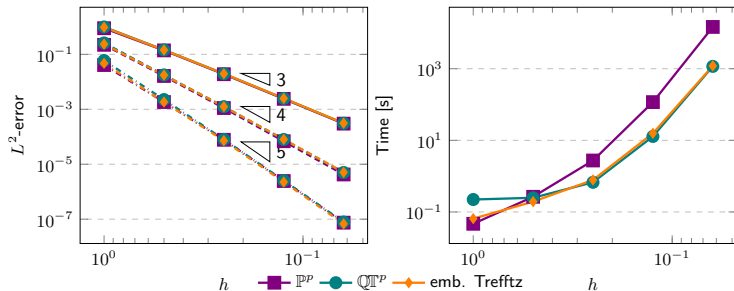 10⁻¹
10⁻³
10⁻⁵
10⁻⁷
L²-error
3
4
5
10⁰
10⁻¹
h
10³
10¹
10⁻¹
Time [s]
10⁰
10⁻¹
h
ℙᵖ
ℚ𝕋ᵖ
emb. Trefftz